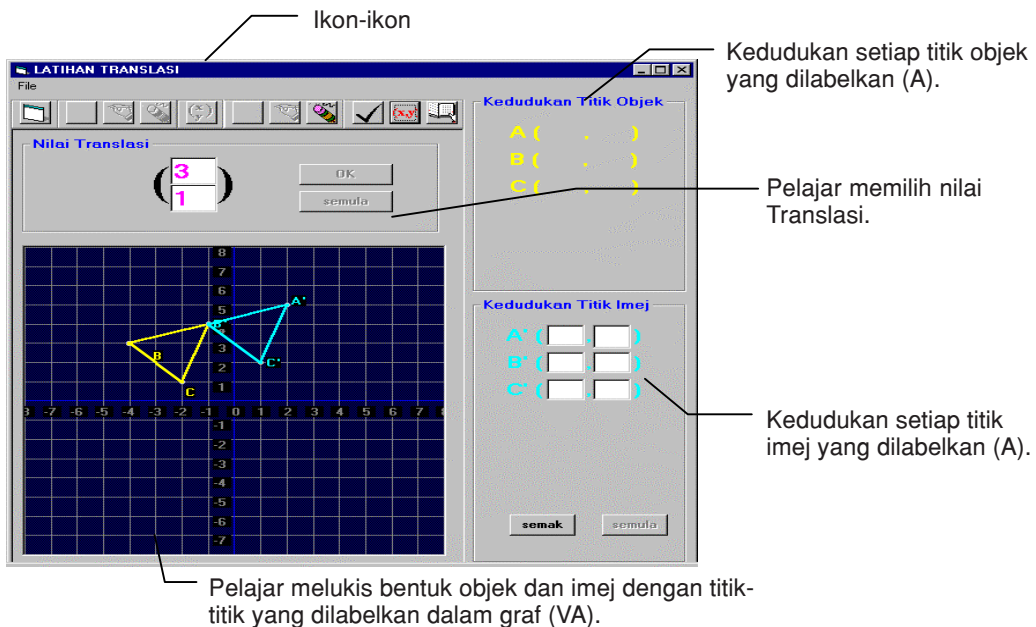 Ikon-ikon
Kedudukan setiap titik objek
yang dilabelkan (A).
LATIHAN TRANSLASI
File
(x y)
(x,y)
Nilai Translasi
( 3 1 )
OK
semula
Kedudukan Titik Objek
A ( . )
B ( . )
C ( . )
Pelajar memilih nilai
Translasi.
8
7
6
5
3
2
1
-7 -6 -5 -4 -3 -2 -1 0 1 2 3 4 5 6 7
-1
-2
-3
-4
-5
-6
-7
A'
B'
C'
B
C
Kedudukan Titik Imej
A' ( , )
B' ( , )
C' ( , )
Kedudukan setiap titik
imej yang dilabelkan (A).
semak
semula
Pelajar melukis bentuk objek dan imej dengan titik-
titik yang dilabelkan dalam graf (VA).